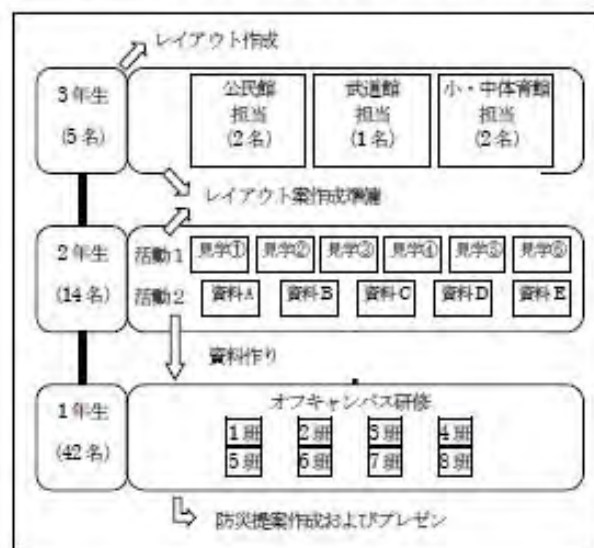 レイアウト作成
3年生
(5名)
公民館
担当
(2名)
武道館
担当
(1名)
小・中体育館
担当
(2名)
レイアウト案作成準備
2年生
(14名)
活動1 見学① 見学② 見学③ 見学④ 見学⑤ 見学⑥
活動2 資料A 資料B 資料C 資料D 資料E
資料作り
1年生
(42名)
オフキャンパス研修
1班 2班 3班 4班
5班 6班 7班 8班
防災提案作成およびプレゼン